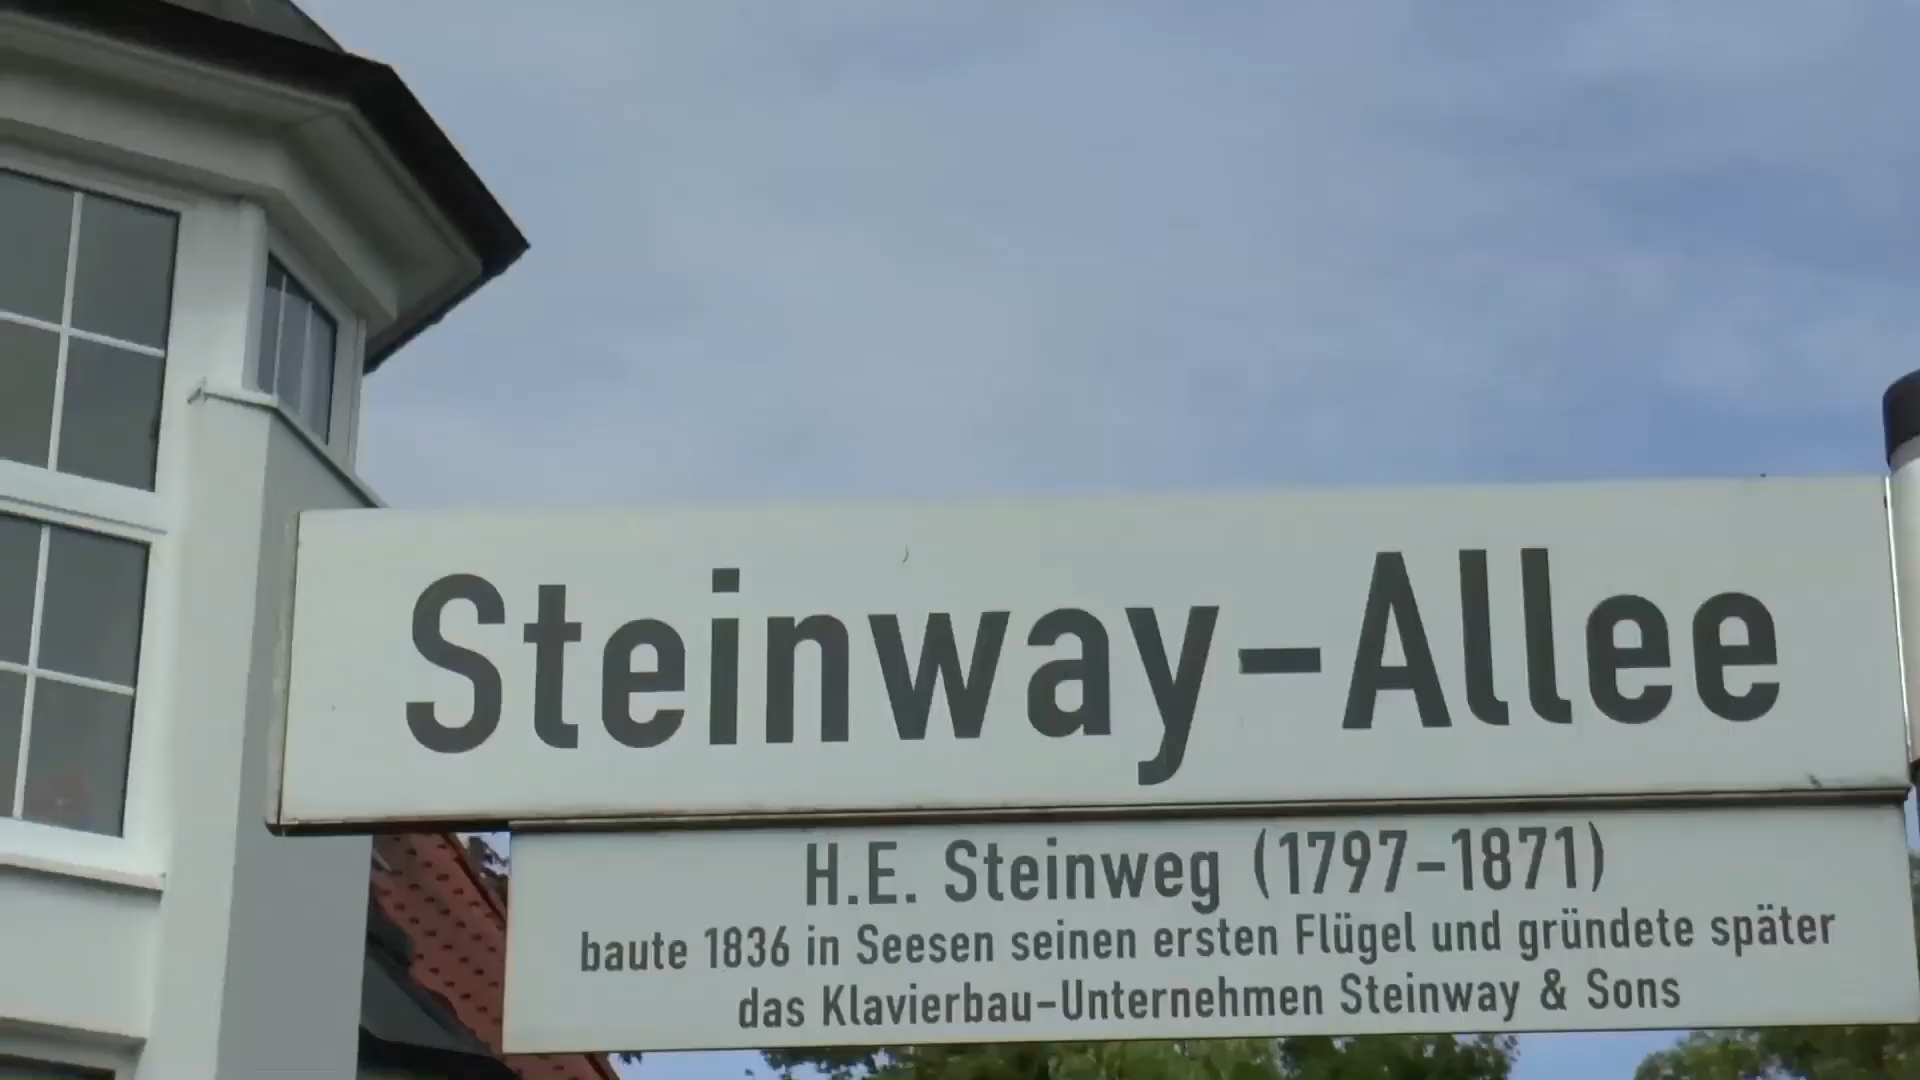 Steinway-Allee
H.E. Steinweg (1797-1871)
baute 1836 in Seesen seinen ersten Flügel und gründete später
das Klavierbau-Unternehmen Steinway & Sons